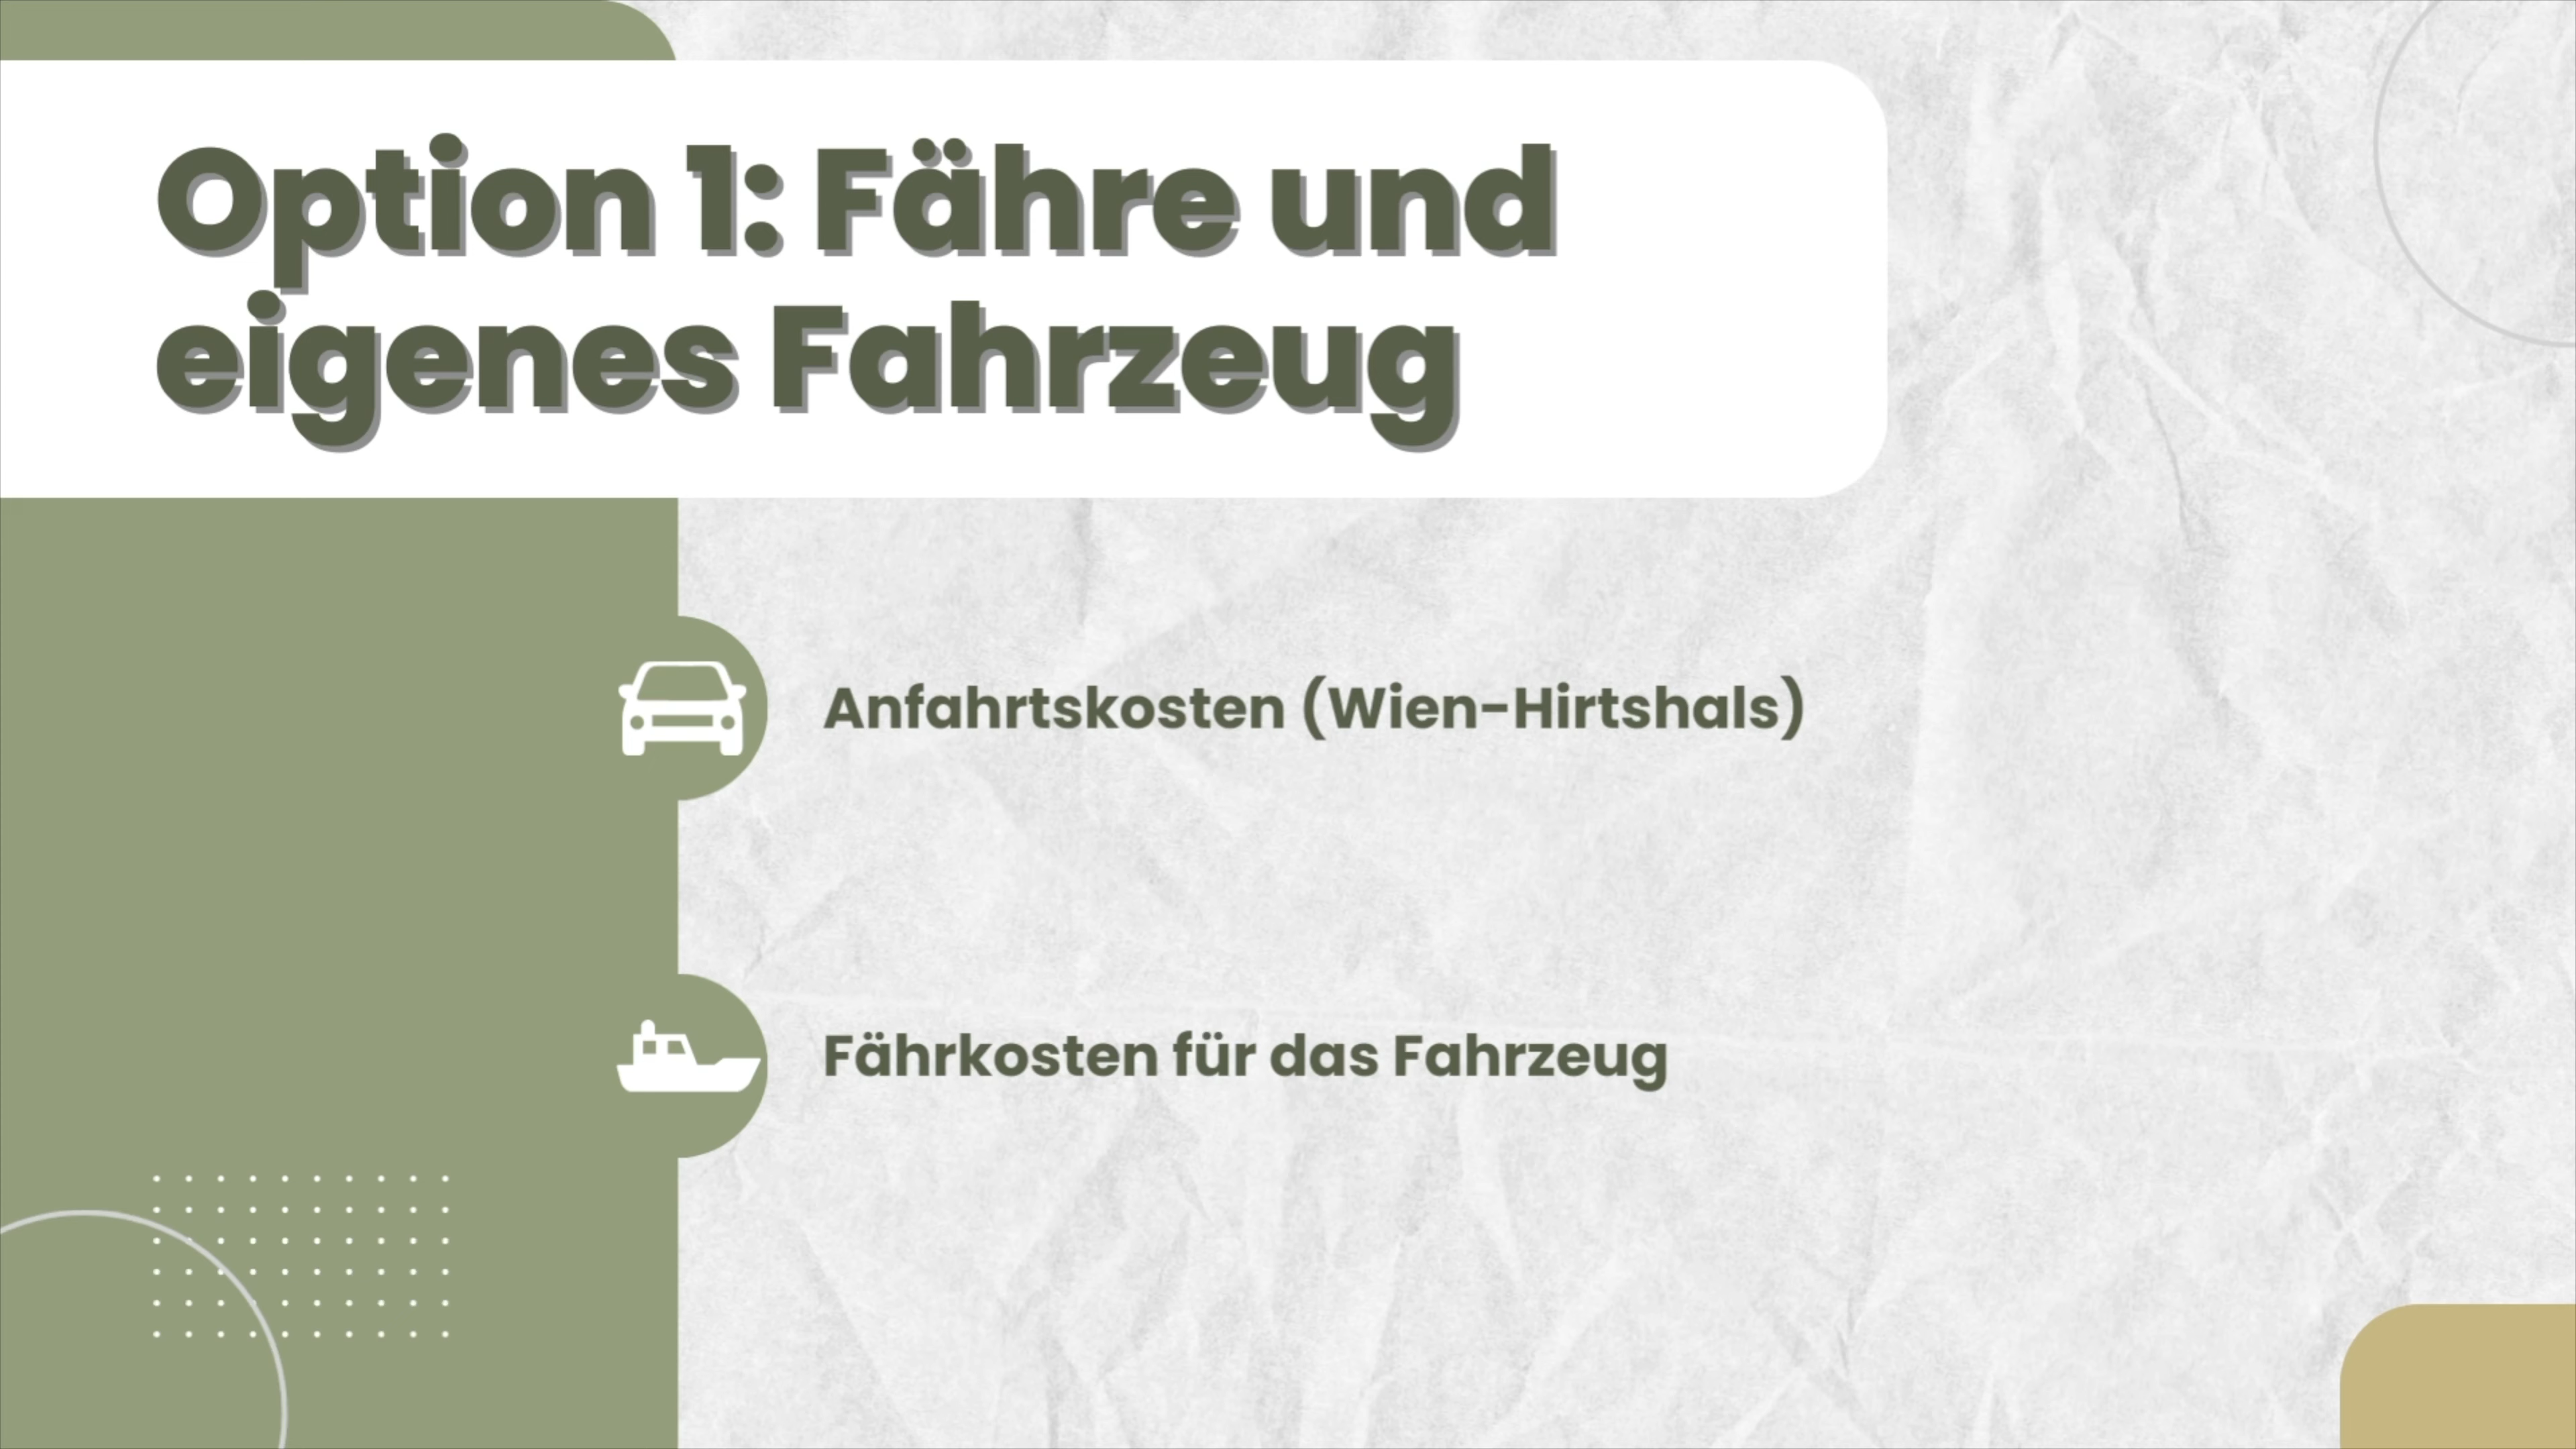 Option 1: Fähre und
eigenes Fahrzeug
Anfahrtskosten (Wien-Hirtshals)
Fährkosten für das Fahrzeug